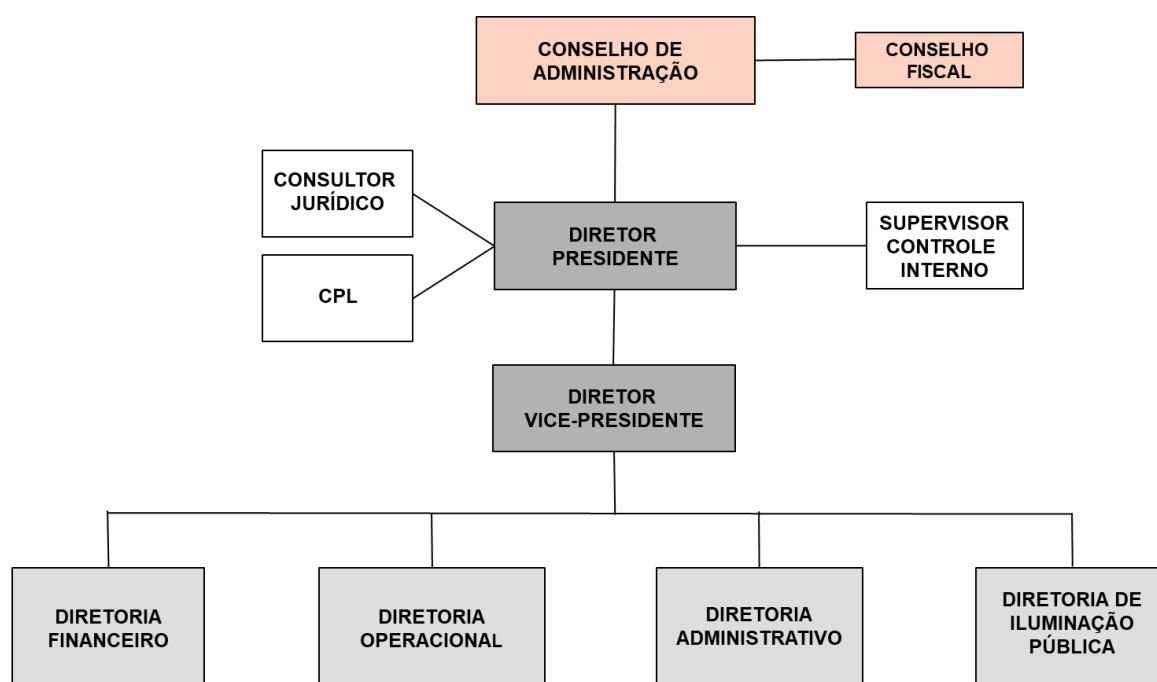 CONSELHO DE
ADMINISTRAÇÃO
CONSELHO
FISCAL
CONSULTOR
JURÍDICO
CPL
DIRETOR
PRESIDENTE
SUPERVISOR
CONTROLE
INTERNO
DIRETOR
VICE-PRESIDENTE
DIRETORIA
FINANCEIRO
DIRETORIA
OPERACIONAL
DIRETORIA
ADMINISTRATIVO
DIRETORIA DE
ILUMINAÇÃO
PÚBLICA